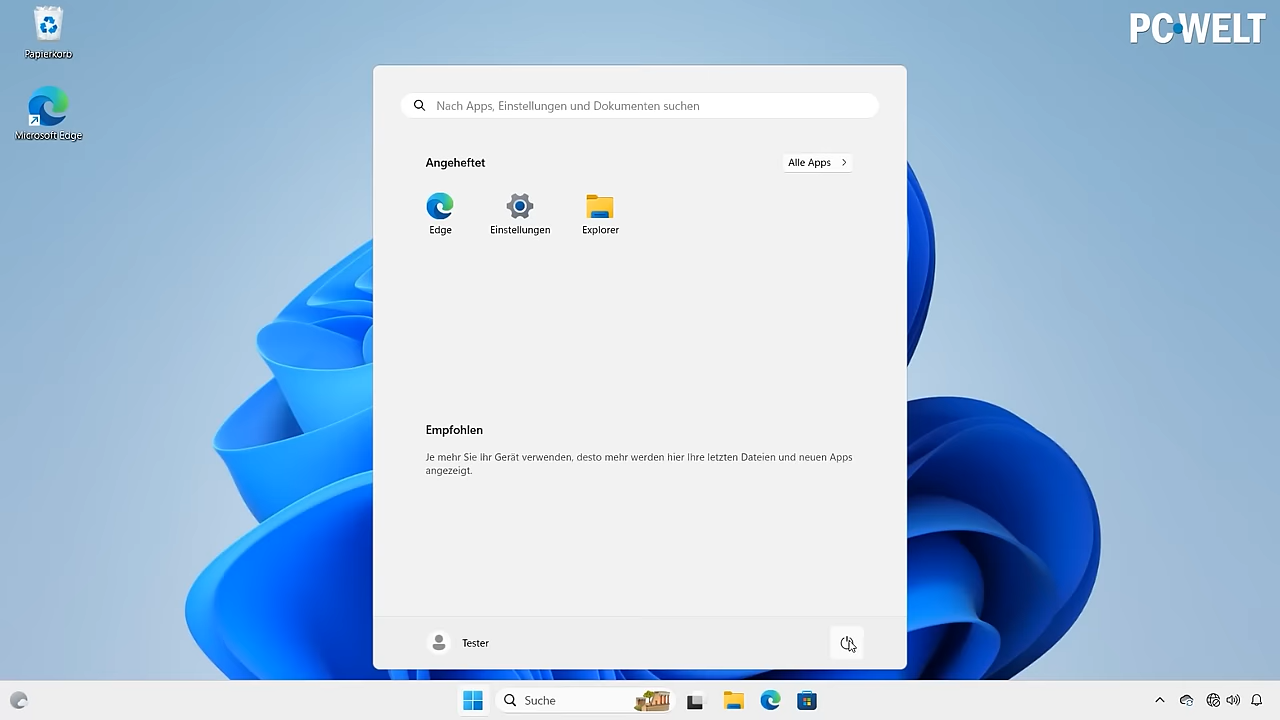 PC WELT
Papierkorb
Microsoft Edge
Nach Apps, Einstellungen und Dokumenten suchen
Angeheftet
Alle Apps
Edge
Einstellungen
Explorer
Empfohlen
Je mehr Sie Ihr Gerät verwenden, desto mehr werden hier Ihre letzten Dateien und neuen Apps
angezeigt.
Tester
Suche